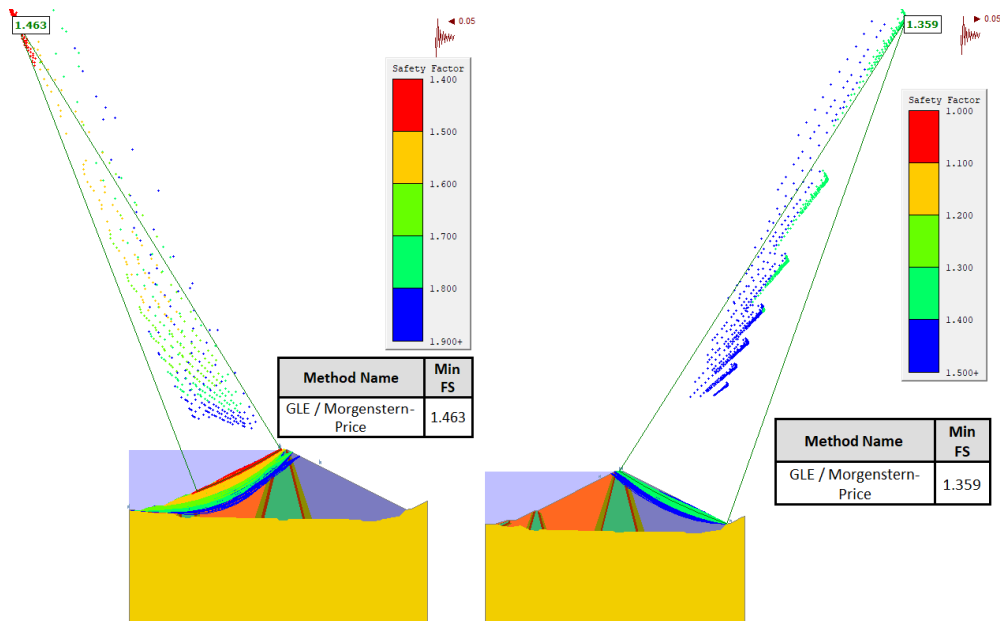 1.463
0.05
Safety Factor
1.400
1.500
1.600
1.700
1.800
1.900+
Method Name
Min
FS
GLE / Morgenstern-
Price
1.463
1.359
0.05
Safety Factor
1.000
1.100
1.200
1.300
1.400
1.500+
Method Name
Min
FS
GLE / Morgenstern-
Price
1.359